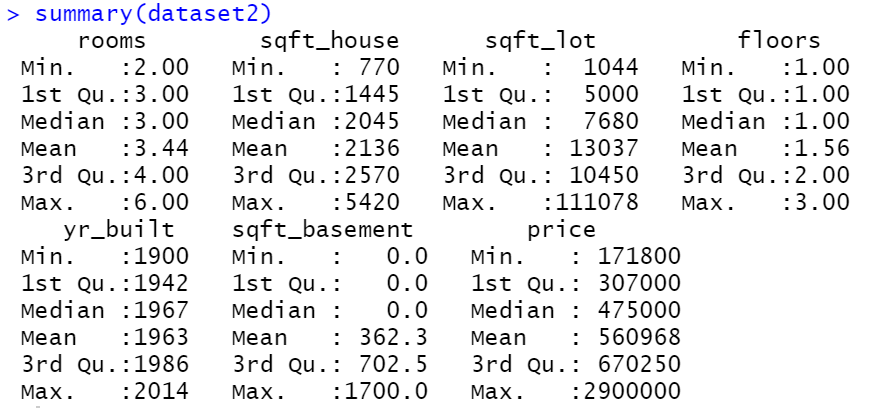 > summary(dataset2)
     rooms        sqft_house      sqft_lot          floors
 Min.   :2.00   Min.   : 770   Min.   :  1044   Min.   :1.00
 1st Qu.:3.00   1st Qu.:1445   1st Qu.:  5000   1st Qu.:1.00
 Median :3.00   Median :2045   Median :  7680   Median :1.00
 Mean   :3.44   Mean   :2136   Mean   : 13037   Mean   :1.56
 3rd Qu.:4.00   3rd Qu.:2570   3rd Qu.: 10450   3rd Qu.:2.00
 Max.   :6.00   Max.   :5420   Max.   :111078   Max.   :3.00
    yr_built    sqft_basement        price
 Min.   :1900   Min.   :   0.0   Min.   : 171800
 1st Qu.:1942   1st Qu.:   0.0   1st Qu.: 307000
 Median :1967   Median :   0.0   Median : 475000
 Mean   :1963   Mean   : 362.3   Mean   : 560968
 3rd Qu.:1986   3rd Qu.: 702.5   3rd Qu.: 670250
 Max.   :2014   Max.   :1700.0   Max.   :2900000